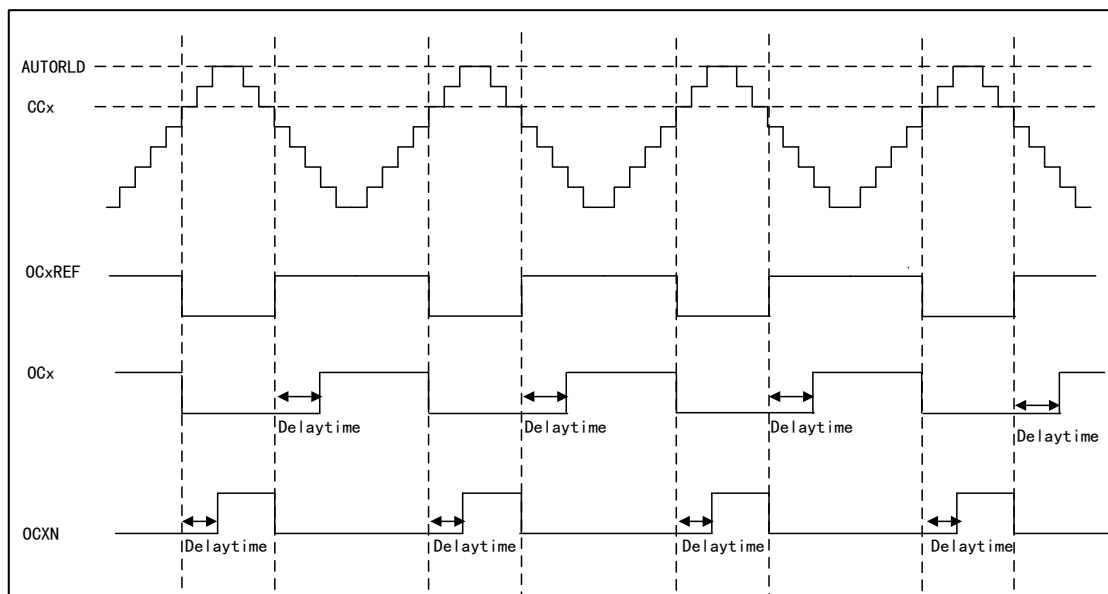 AUTORLD
CCx
OCxREF
OCx
Delaytime
Delaytime
Delaytime
Delaytime
OCXN
Delaytime
Delaytime
Delaytime
Delaytime